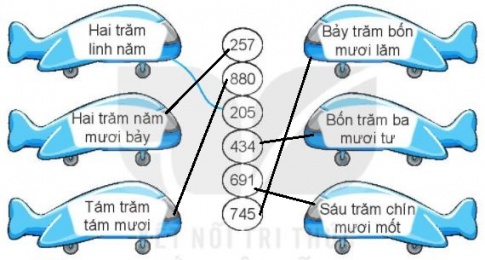 Hai trăm
linh năm
Hai trăm năm
mươi bảy
Tám trăm
tám mươi
257
880
205
434
691
745
Bảy trăm bốn
mươi lăm
Bốn trăm ba
mươi tư
Sáu trăm chín
mươi mốt
KẾT NỐI TRI THỨC